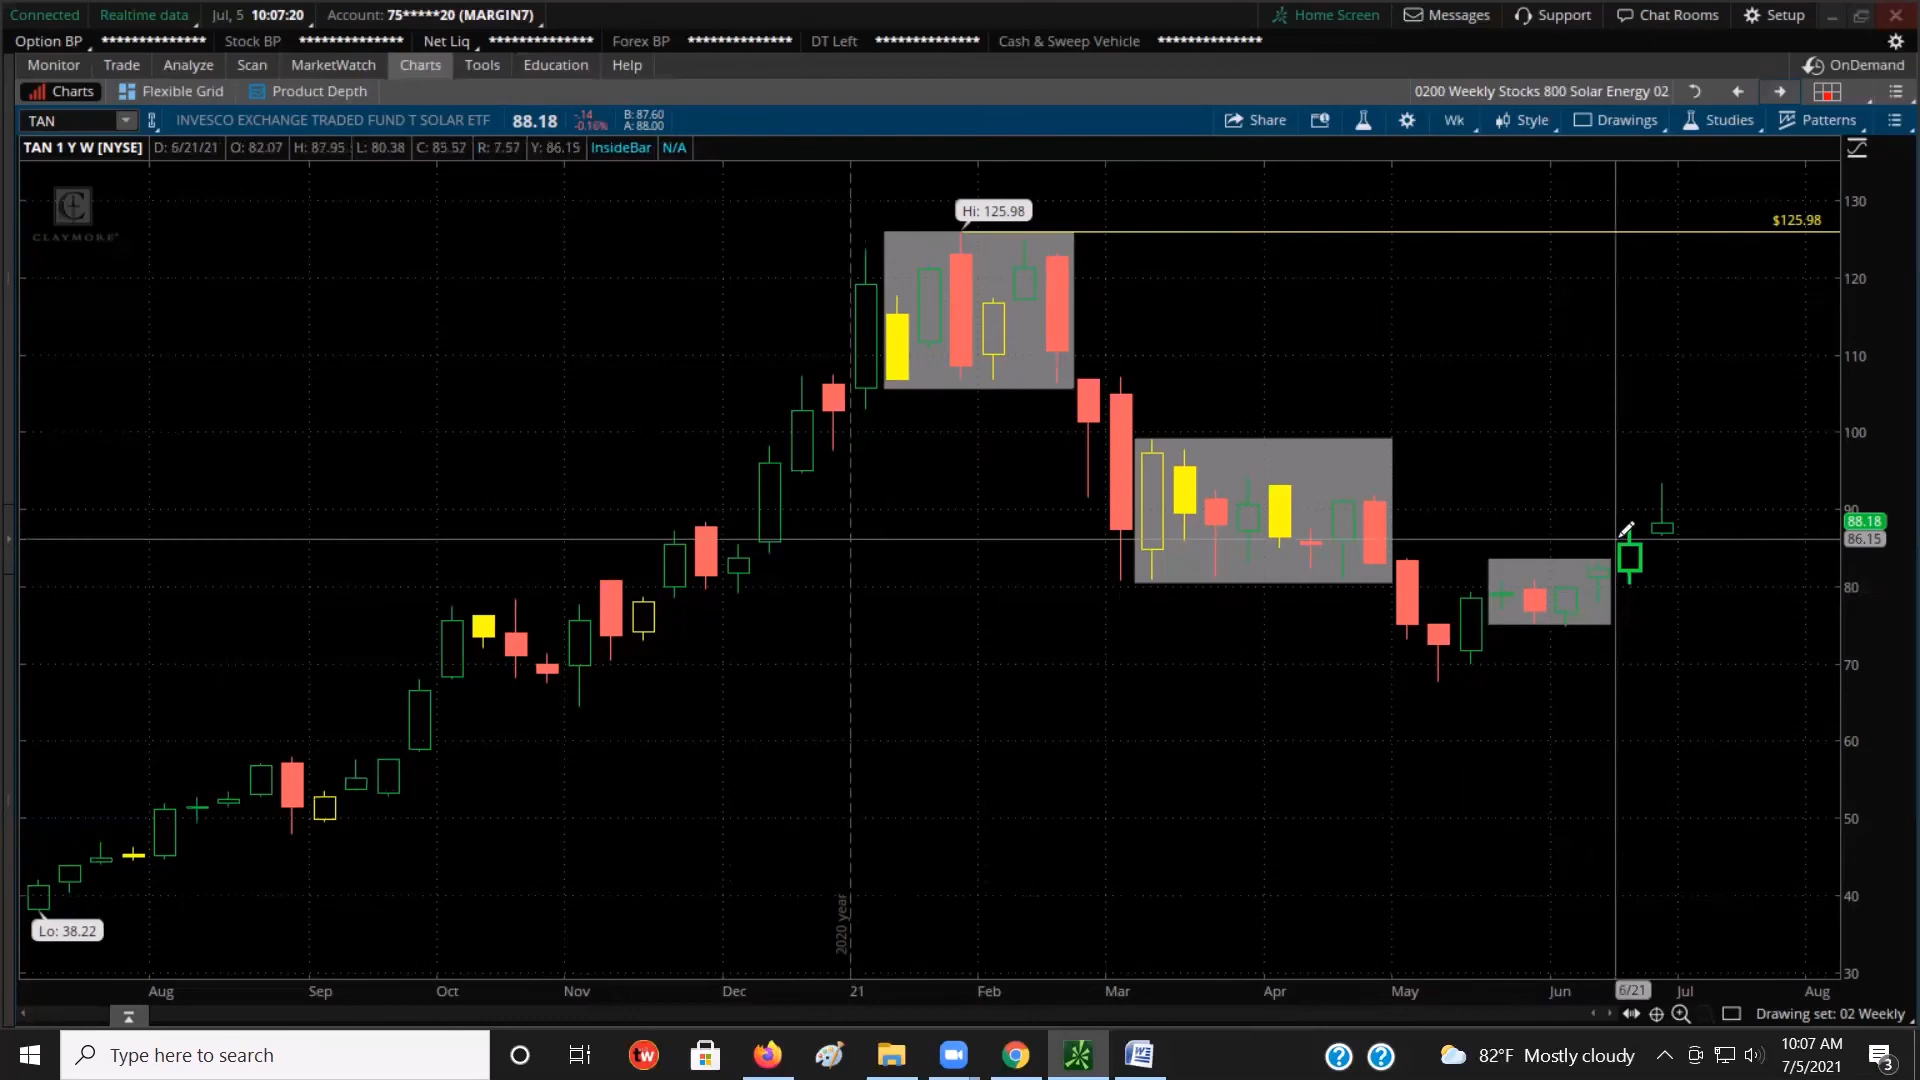 Connected Realtime data Jul, 5 10:07:20 Account: 75*****20 (MARGIN7) Home Screen Messages Support Chat Rooms Setup
Option BP ************** Stock BP ************** Net Liq ************** Forex BP ************** DT Left ************** Cash & Sweep Vehicle **************
Monitor Trade Analyze Scan MarketWatch Charts Tools Education Help OnDemand
Charts Flexible Grid Product Depth 0200 Weekly Stocks 800 Solar Energy 02
TAN INVESCO EXCHANGE TRADED FUND T SOLAR ETF 88.18 -.14 -0.16% B: 87.60 A: 88.00 Share Wk Style Drawings Studies Patterns
TAN 1 Y W [NYSE] D: 6/21/21 O: 82.07 H: 87.95 L: 80.38 C: 85.57 R: 7.57 Y: 86.15 InsideBar N/A
CLAYMORE
Hi: 125.98
$125.98
130
120
110
100
90
88.18
86.15
80
70
60
50
40
30
Lo: 38.22
2020 year
Aug Sep Oct Nov Dec 21 Feb Mar Apr May Jun 6/21 Jul Aug
Drawing set: 02 Weekly
Type here to search
tw
82°F Mostly cloudy
10:07 AM
7/5/2021
3